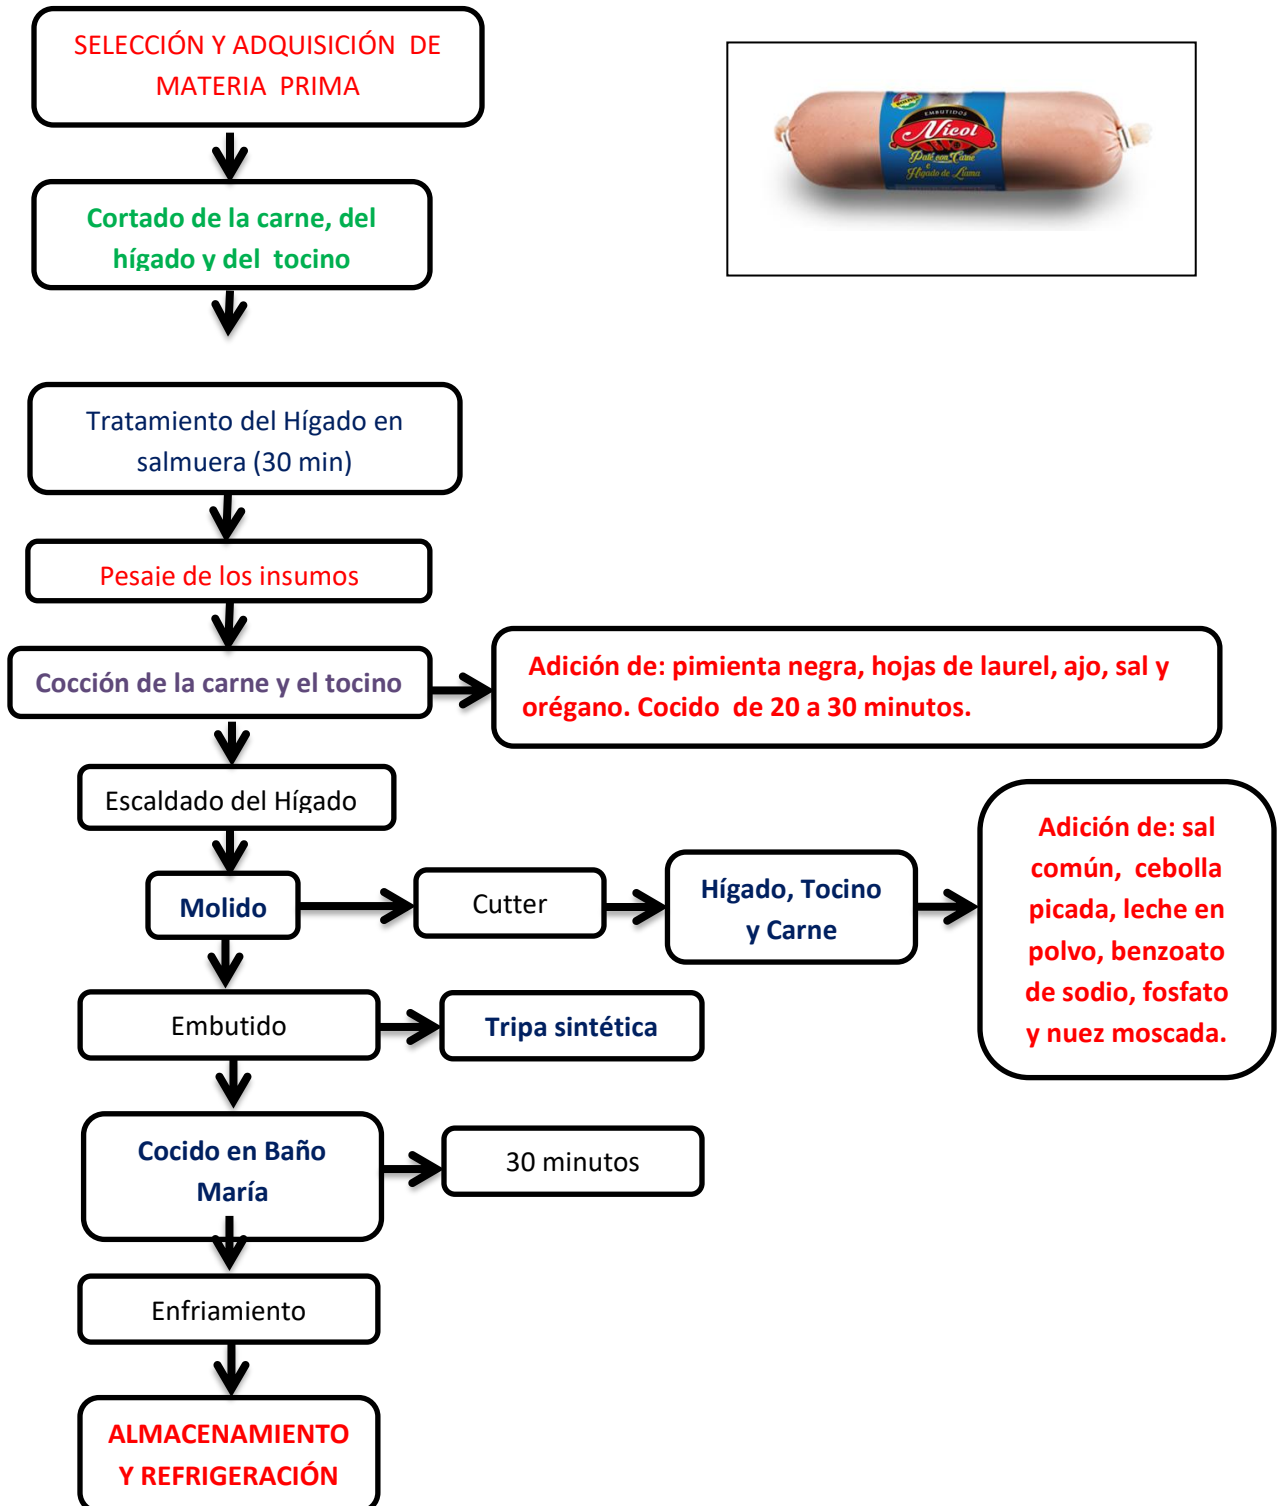 SELECCIÓN Y ADQUISICIÓN DE
MATERIA PRIMA
EMBUTIDOS
Nicol
Paté con Carne
e
Hígado de Llama
Cortado de la carne, del
hígado y del tocino
Tratamiento del Hígado en
salmuera (30 min)
Pesaje de los insumos
Cocción de la carne y el tocino
Adición de: pimienta negra, hojas de laurel, ajo, sal y
orégano. Cocido de 20 a 30 minutos.
Escaldado del Hígado
Molido
Cutter
Hígado, Tocino
y Carne
Adición de: sal
común, cebolla
picada, leche en
polvo, benzoato
de sodio, fosfato
y nuez moscada.
Embutido
Tripa sintética
Cocido en Baño
María
30 minutos
Enfriamiento
ALMACENAMIENTO
Y REFRIGERACIÓN